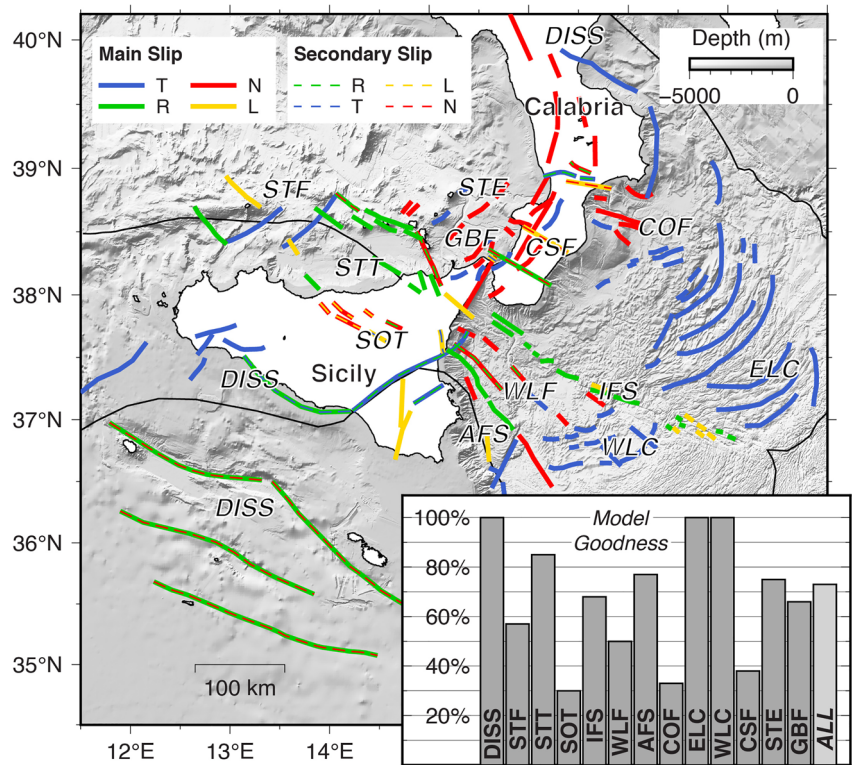 40°N
39°N
38°N
37°N
36°N
35°N
12°E
13°E
14°E
Main Slip
T
N
R
L
Secondary Slip
R
L
T
N
Depth (m)
−5000
0
DISS
Calabria
STF
STE
COF
GBF
CSF
STT
SOT
Sicily
DISS
ELC
WLF
IFS
AFS
WLC
DISS
100 km
Model
Goodness
100%
80%
60%
40%
20%
DISS
STF
STT
SOT
IFS
WLF
AFS
COF
ELC
WLC
CSF
STE
GBF
ALL